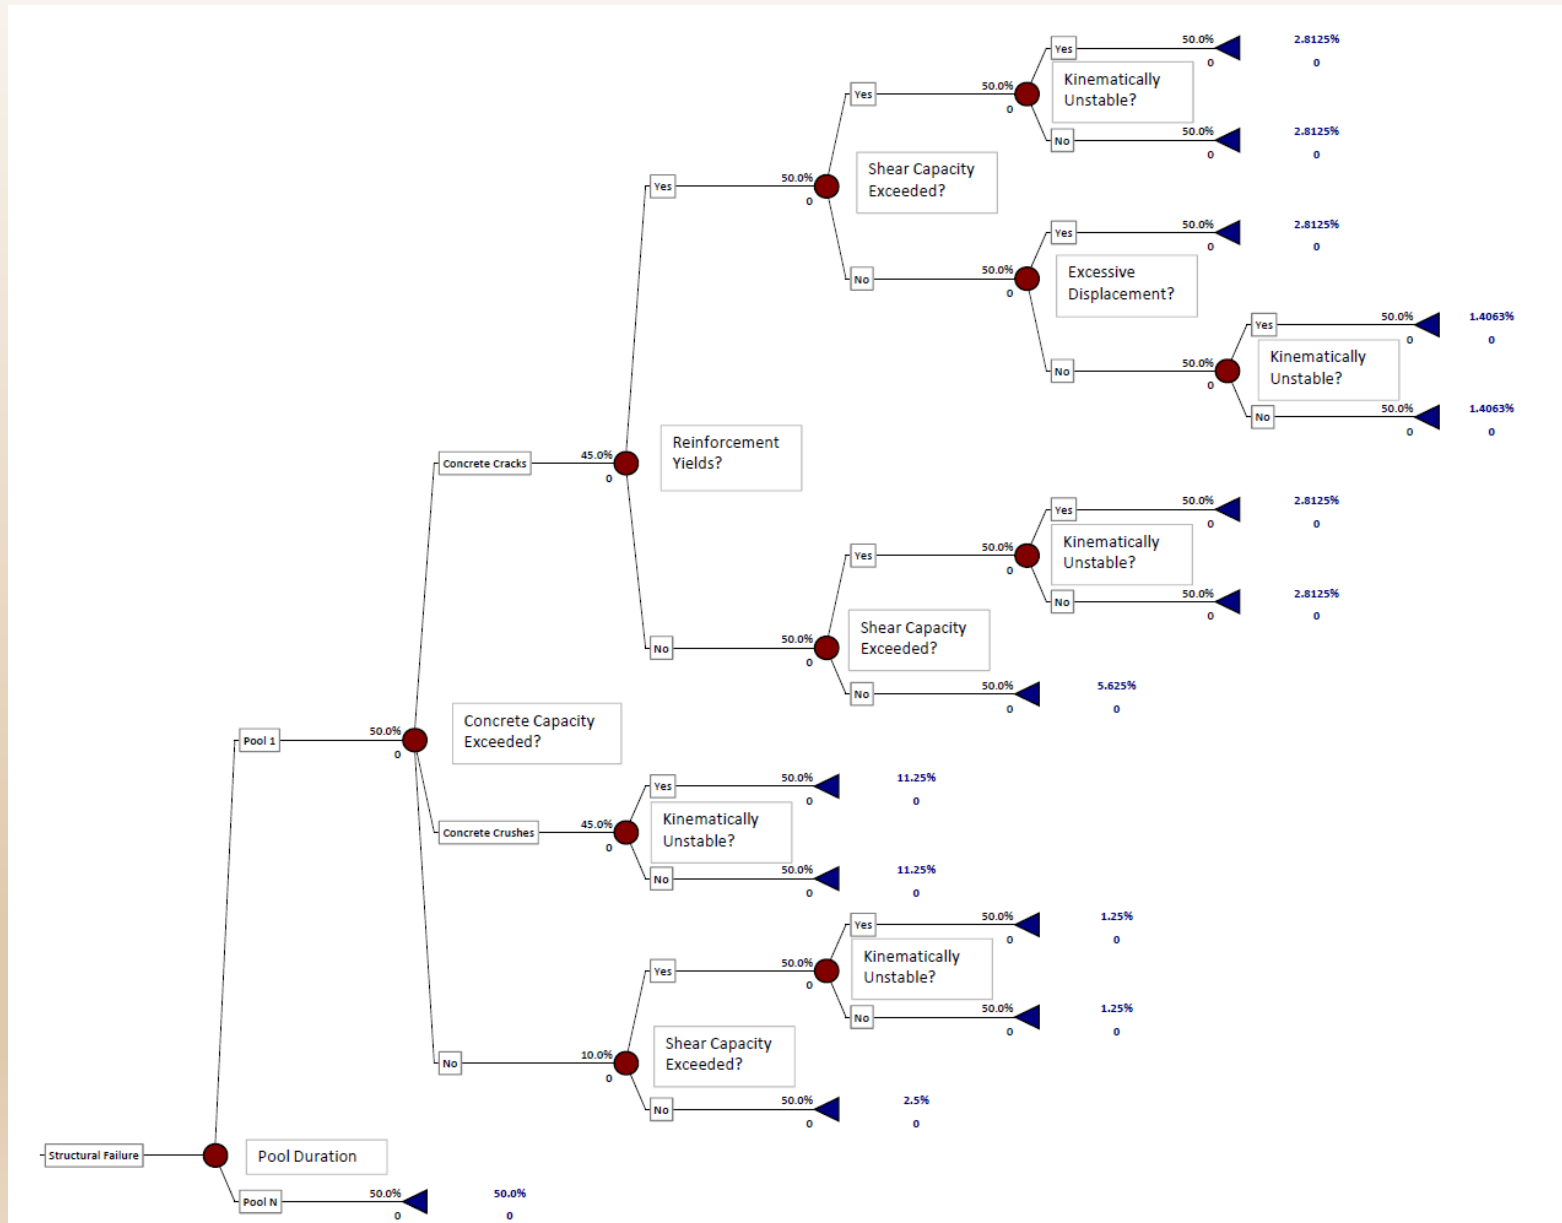 50.0%
2.8125%
Yes
0
0
Kinematically
Unstable?
50.0%
Yes
0
50.0%
2.8125%
No
0
0
Shear Capacity
Exceeded?
50.0%
Yes
0
50.0%
2.8125%
Yes
0
0
Excessive
Displacement?
50.0%
No
0
50.0%
1.4063%
Yes
0
0
Kinematically
Unstable?
50.0%
No
0
50.0%
1.4063%
No
0
0
Reinforcement
Yields?
45.0%
Concrete Cracks
0
50.0%
2.8125%
Yes
0
0
Kinematically
Unstable?
50.0%
Yes
0
50.0%
2.8125%
No
0
0
Shear Capacity
Exceeded?
50.0%
No
0
50.0%
5.625%
No
0
0
Concrete Capacity
Exceeded?
50.0%
Pool 1
0
50.0%
11.25%
Yes
0
0
Kinematically
Unstable?
45.0%
Concrete Crushes
0
50.0%
11.25%
No
0
0
50.0%
1.25%
Yes
0
0
Kinematically
Unstable?
50.0%
Yes
0
50.0%
1.25%
No
0
0
Shear Capacity
Exceeded?
10.0%
No
0
50.0%
2.5%
No
0
0
Structural Failure
Pool Duration
50.0%
50.0%
Pool N
0
0